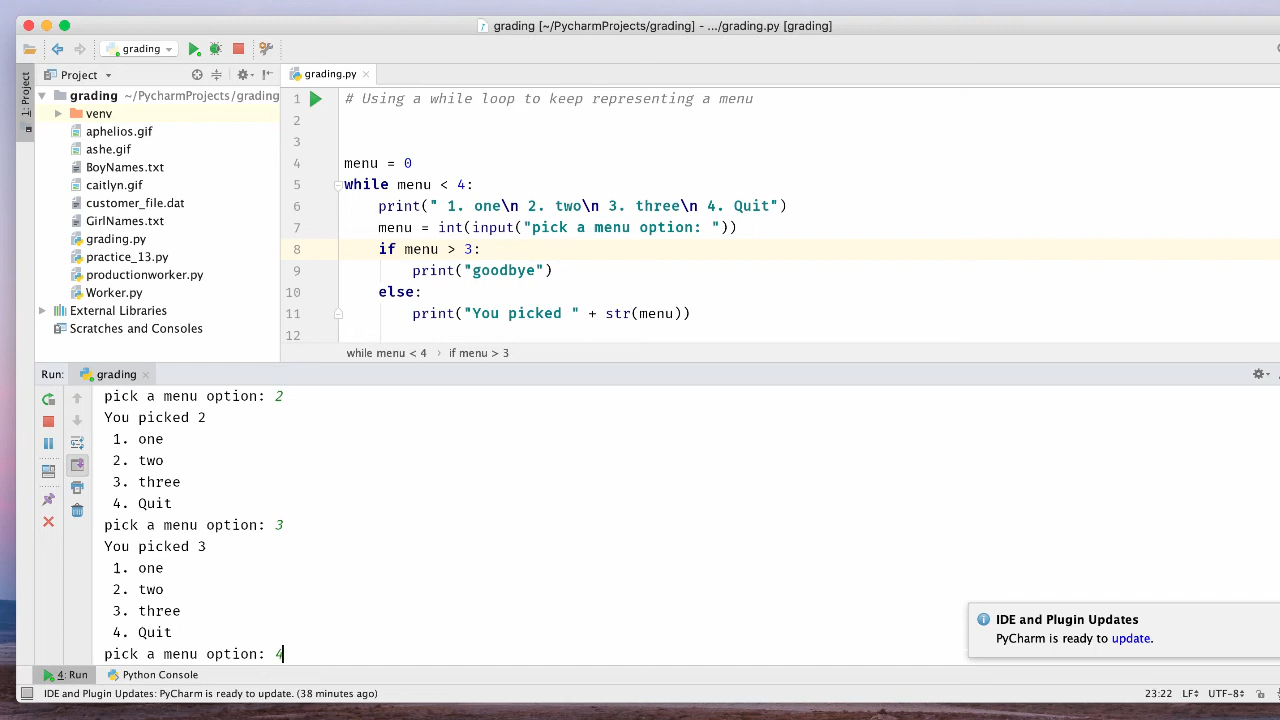 grading [~/PycharmProjects/grading] - .../grading.py [grading]
grading
Project
grading.py
1: Project
grading ~/PycharmProjects/grading
venv
aphelios.gif
ashe.gif
BoyNames.txt
caitlyn.gif
customer_file.dat
GirlNames.txt
grading.py
practice_13.py
productionworker.py
Worker.py
External Libraries
Scratches and Consoles
1 # Using a while loop to keep representing a menu
2
3
4 menu = 0
5 while menu < 4:
6 print(" 1. one\n 2. two\n 3. three\n 4. Quit")
7 menu = int(input("pick a menu option: "))
8 if menu > 3:
9 print("goodbye")
10 else:
11 print("You picked " + str(menu))
12
while menu < 4 › if menu > 3
Run: grading
pick a menu option: 2
You picked 2
1. one
2. two
3. three
4. Quit
pick a menu option: 3
You picked 3
1. one
2. two
3. three
4. Quit
pick a menu option: 4
IDE and Plugin Updates
PyCharm is ready to update.
4: Run Python Console
IDE and Plugin Updates: PyCharm is ready to update. (38 minutes ago) 23:22 LF UTF-8